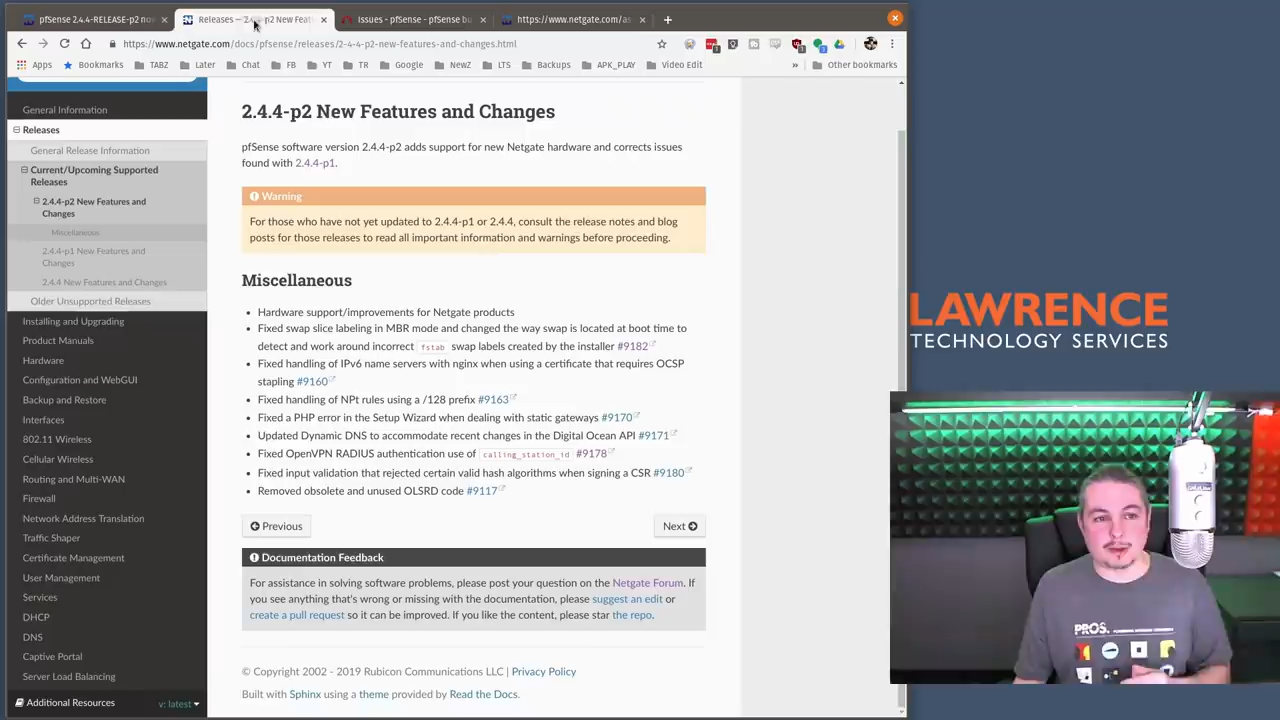 pfSense 2.4.4-RELEASE-p2 no
Releases — 2.4.4-p2 New Feat
Issues - pfsense - pfsense bu
https://www.netgate.com/as
https://www.netgate.com/docs/pfsense/releases/2-4-4-p2-new-features-and-changes.html
Apps
Bookmarks
TABZ
Later
Chat
FB
YT
TR
Google
NewZ
LTS
Backups
APK_PLAY
Video Edit
»
Other bookmarks
General Information
Releases
General Release Information
Current/Upcoming Supported
Releases
2.4.4-p2 New Features and
Changes
Miscellaneous
2.4.4-p1 New Features and
Changes
2.4.4 New Features and Changes
Older Unsupported Releases
Installing and Upgrading
Product Manuals
Hardware
Configuration and WebGUI
Backup and Restore
Interfaces
802.11 Wireless
Cellular Wireless
Routing and Multi-WAN
Firewall
Network Address Translation
Traffic Shaper
Certificate Management
User Management
Services
DHCP
DNS
Captive Portal
Server Load Balancing
Additional Resources
v: latest
2.4.4-p2 New Features and Changes
pfSense software version 2.4.4-p2 adds support for new Netgate hardware and corrects issues
found with 2.4.4-p1.
Warning
For those who have not yet updated to 2.4.4-p1 or 2.4.4, consult the release notes and blog
posts for those releases to read all important information and warnings before proceeding.
Miscellaneous
• Hardware support/improvements for Netgate products
• Fixed swap slice labeling in MBR mode and changed the way swap is located at boot time to
detect and work around incorrect fstab swap labels created by the installer #9182
• Fixed handling of IPv6 name servers with nginx when using a certificate that requires OCSP
stapling #9160
• Fixed handling of NPt rules using a /128 prefix #9163
• Fixed a PHP error in the Setup Wizard when dealing with static gateways #9170
• Updated Dynamic DNS to accommodate recent changes in the Digital Ocean API #9171
• Fixed OpenVPN RADIUS authentication use of calling_station_id #9178
• Fixed input validation that rejected certain valid hash algorithms when signing a CSR #9180
• Removed obsolete and unused OLSRD code #9117
Previous
Next
Documentation Feedback
For assistance in solving software problems, please post your question on the Netgate Forum. If
you see anything that's wrong or missing with the documentation, please suggest an edit or
create a pull request so it can be improved. If you like the content, please star the repo.
© Copyright 2002 - 2019 Rubicon Communications LLC | Privacy Policy
Built with Sphinx using a theme provided by Read the Docs.
LAWRENCE
TECHNOLOGY SERVICES
PROS.